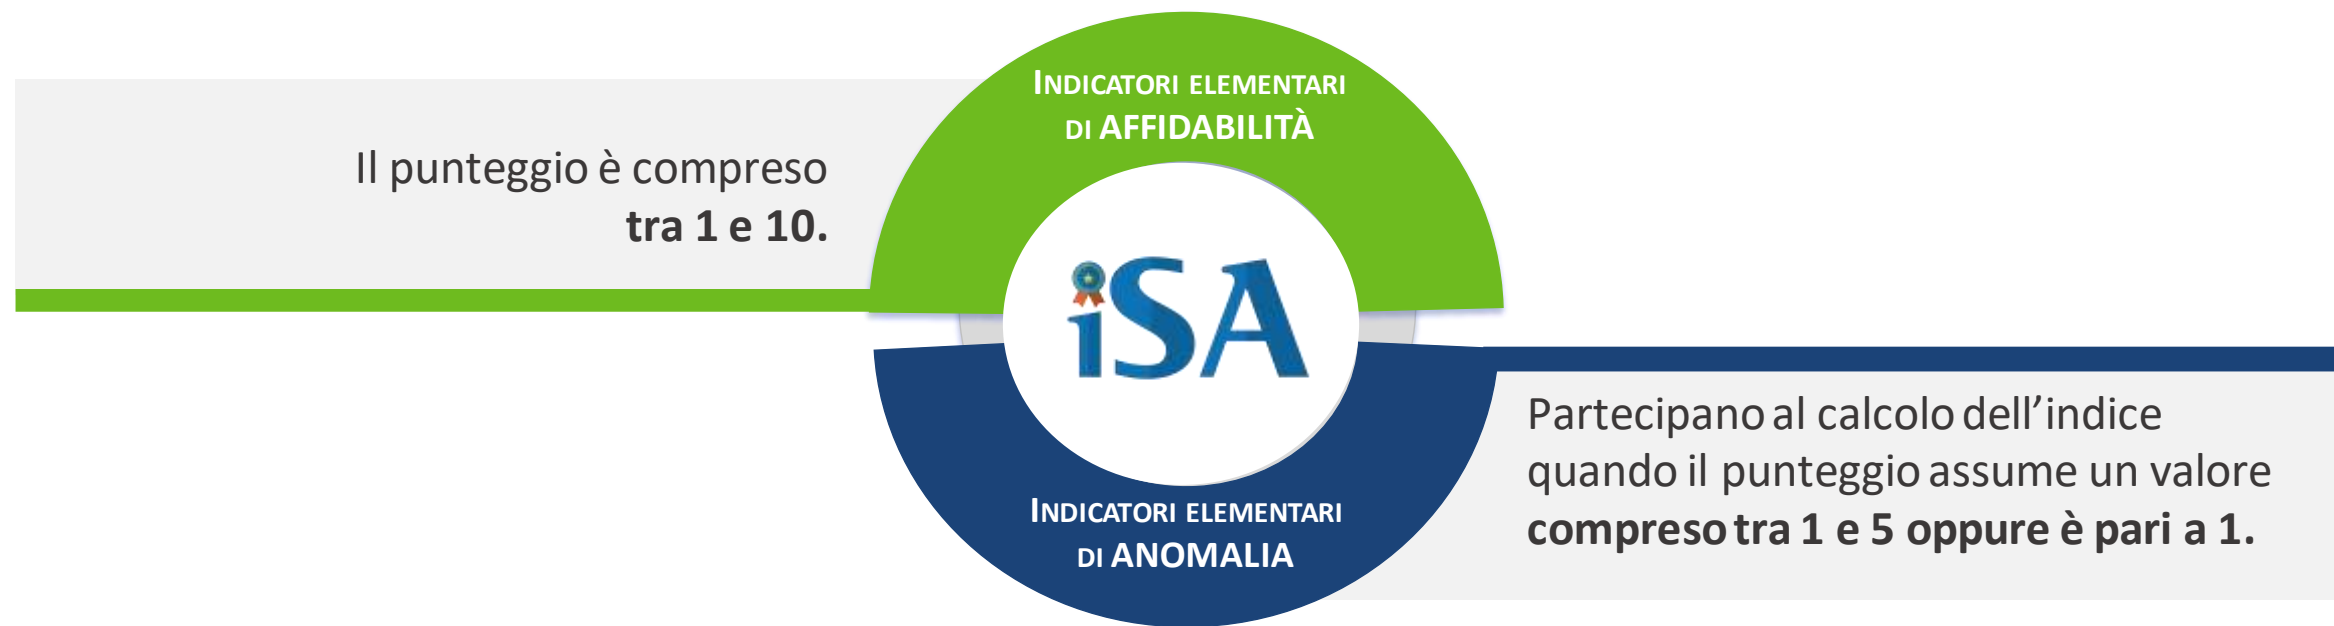 INDICATORI ELEMENTARI
DI AFFIDABILITÀ
Il punteggio è compreso
tra 1 e 10.
iSA
Partecipano al calcolo dell’indice
quando il punteggio assume un valore
compreso tra 1 e 5 oppure è pari a 1.
INDICATORI ELEMENTARI
DI ANOMALIA